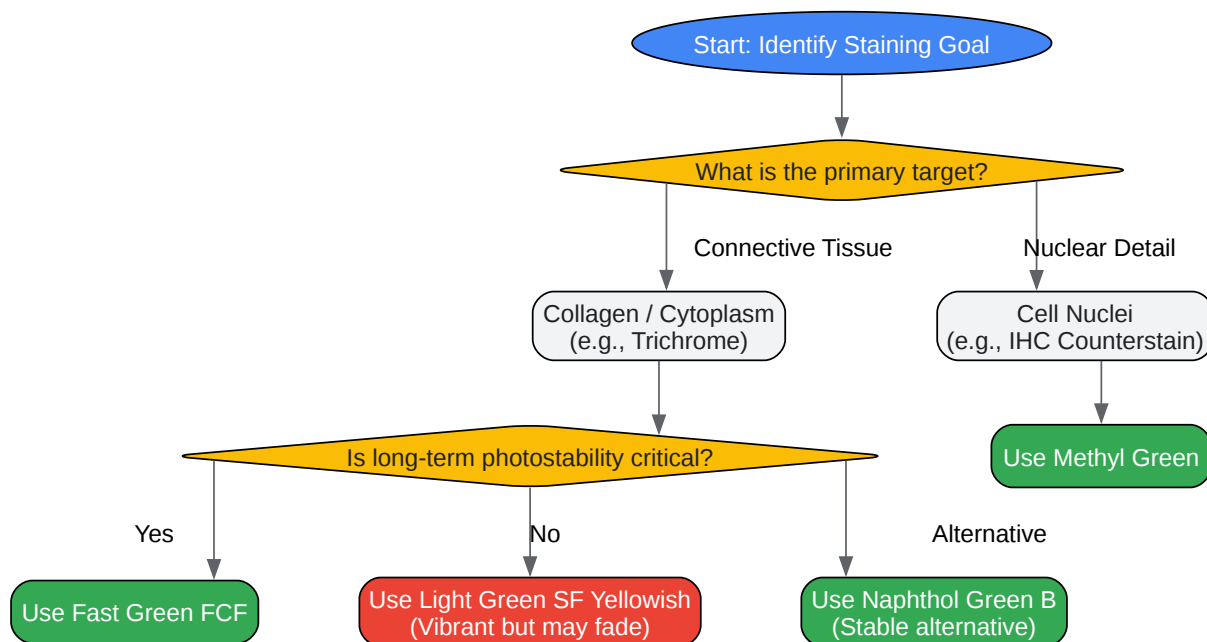 Start: Identify Staining Goal
What is the primary target?
Connective Tissue
Nuclear Detail
Collagen / Cytoplasm
(e.g., Trichrome)
Cell Nuclei
(e.g., IHC Counterstain)
Is long-term photostability critical?
Use Methyl Green
Yes
No
Alternative
Use Fast Green FCF
Use Light Green SF Yellowish
(Vibrant but may fade)
Use Naphthol Green B
(Stable alternative)